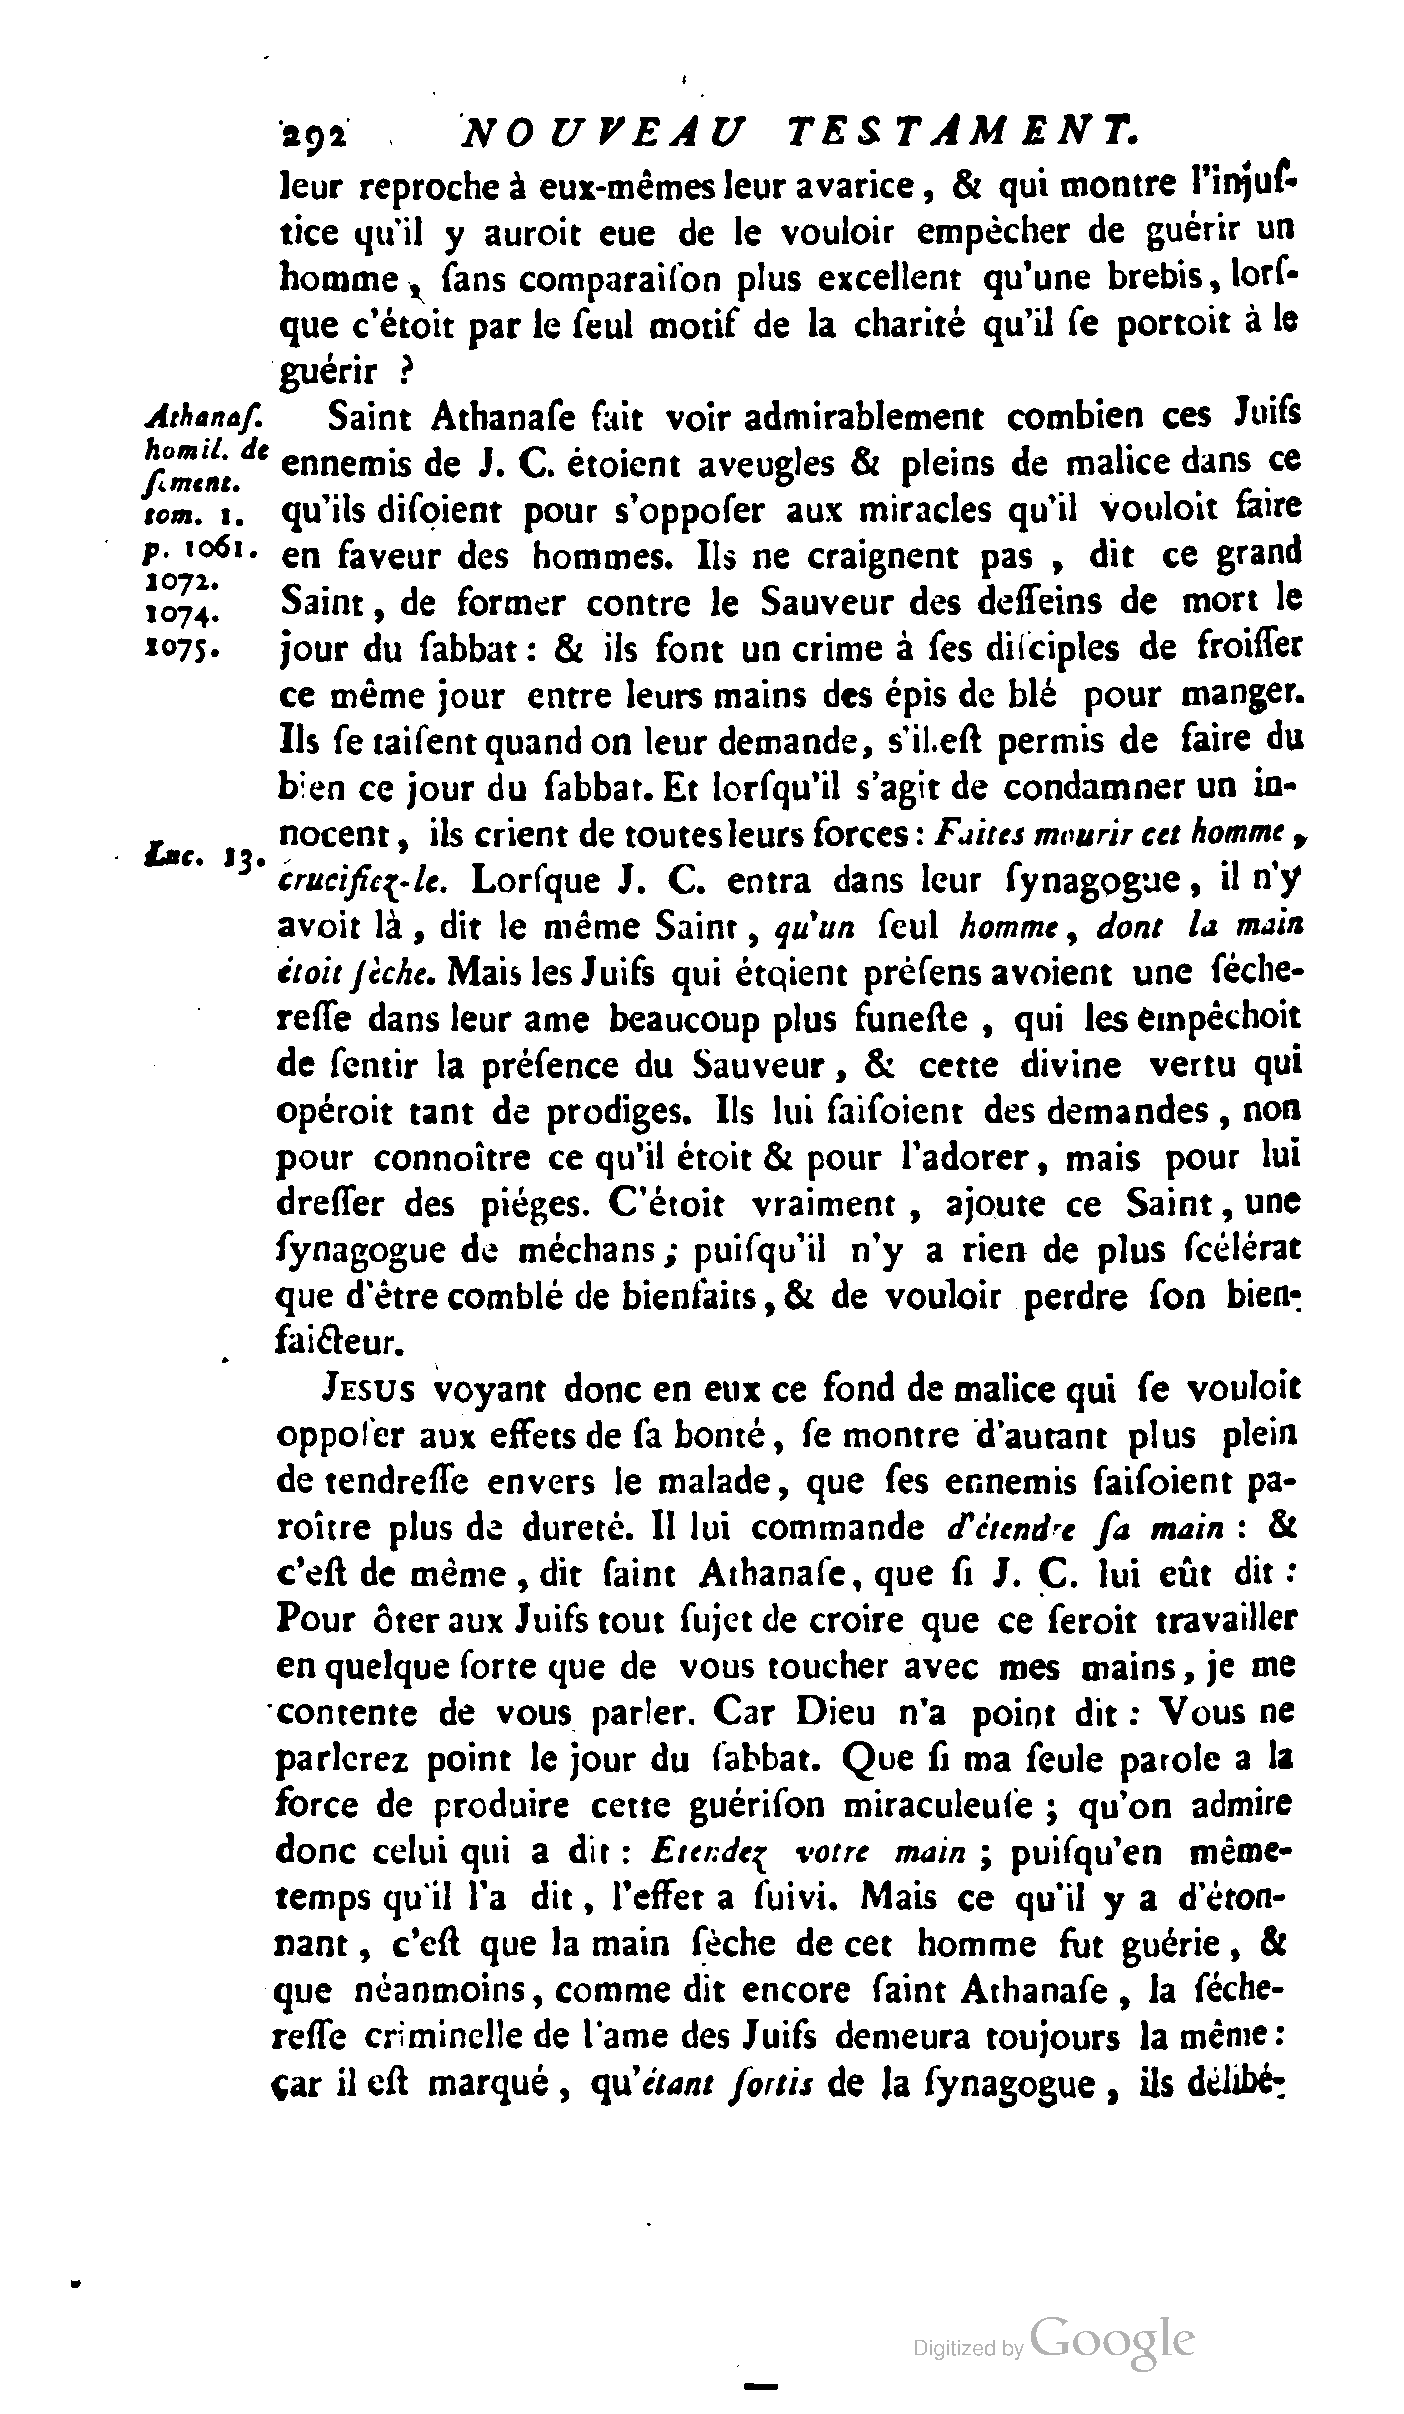 292 NOUVEAU TESTAMENT.
leur reproche à eux-mêmes leur avarice, & qui montre l'injuſ-
tice qu'il y auroit eue de le vouloir empêcher de guérir un
homme, ſans comparaiſon plus excellent qu'une brebis, lorſ-
que c'étoit par le ſeul motif de la charité qu'il ſe portoit à le
guérir ?
Athanaſ.
homil. de
ſement.
tom. 1.
p. 1061.
1072.
1074.
1075.
Saint Athanaſe fait voir admirablement combien ces Juifs
ennemis de J. C. étoient aveugles & pleins de malice dans ce
qu'ils diſoient pour s'oppoſer aux miracles qu'il vouloit faire
en faveur des hommes. Ils ne craignent pas, dit ce grand
Saint, de former contre le Sauveur des deſſeins de mort le
jour du ſabbat : & ils font un crime à ſes diſciples de froiſſer
ce même jour entre leurs mains des épis de blé pour manger.
Ils ſe taiſent quand on leur demande, s'il eſt permis de faire du
bien ce jour du ſabbat. Et lorſqu'il s'agit de condamner un in-
nocent, ils crient de toutes leurs forces : Faites mourir cet homme,
Luc. 13.
crucifiez-le. Lorſque J. C. entra dans leur ſynagogue, il n'y
avoit là, dit le même Saint, qu'un ſeul homme, dont la main
étoit ſèche. Mais les Juifs qui étoient préſens avoient une ſéche-
reſſe dans leur ame beaucoup plus funeſte, qui les empêchoit
de ſentir la préſence du Sauveur, & cette divine vertu qui
opéroit tant de prodiges. Ils lui faiſoient des demandes, non
pour connoître ce qu'il étoit & pour l'adorer, mais pour lui
dreſſer des piéges. C'étoit vraiment, ajoute ce Saint, une
ſynagogue de méchans ; puiſqu'il n'y a rien de plus ſcélérat
que d'être comblé de bienfaits, & de vouloir perdre ſon bien-
faicteur.
JESUS voyant donc en eux ce fond de malice qui ſe vouloit
oppoſer aux effets de ſa bonté, ſe montre d'autant plus plein
de tendreſſe envers le malade, que ſes ennemis faiſoient pa-
roître plus de dureté. Il lui commande d'étendre ſa main : &
c'eſt de même, dit ſaint Athanaſe, que ſi J. C. lui eût dit :
Pour ôter aux Juifs tout ſujet de croire que ce ſeroit travailler
en quelque ſorte que de vous toucher avec mes mains, je me
contente de vous parler. Car Dieu n'a point dit : Vous ne
parlerez point le jour du ſabbat. Que ſi ma ſeule parole a la
force de produire cette guériſon miraculeuſe ; qu'on admire
donc celui qui a dit : Etendez votre main ; puiſqu'en même-
temps qu'il l'a dit, l'effet a ſuivi. Mais ce qu'il y a d'éton-
nant, c'eſt que la main ſèche de cet homme fut guérie, &
que néanmoins, comme dit encore ſaint Athanaſe, la ſéche-
reſſe criminelle de l'ame des Juifs demeura toujours la même :
car il eſt marqué, qu'étant ſortis de la ſynagogue, ils délibé-
Digitized by Google